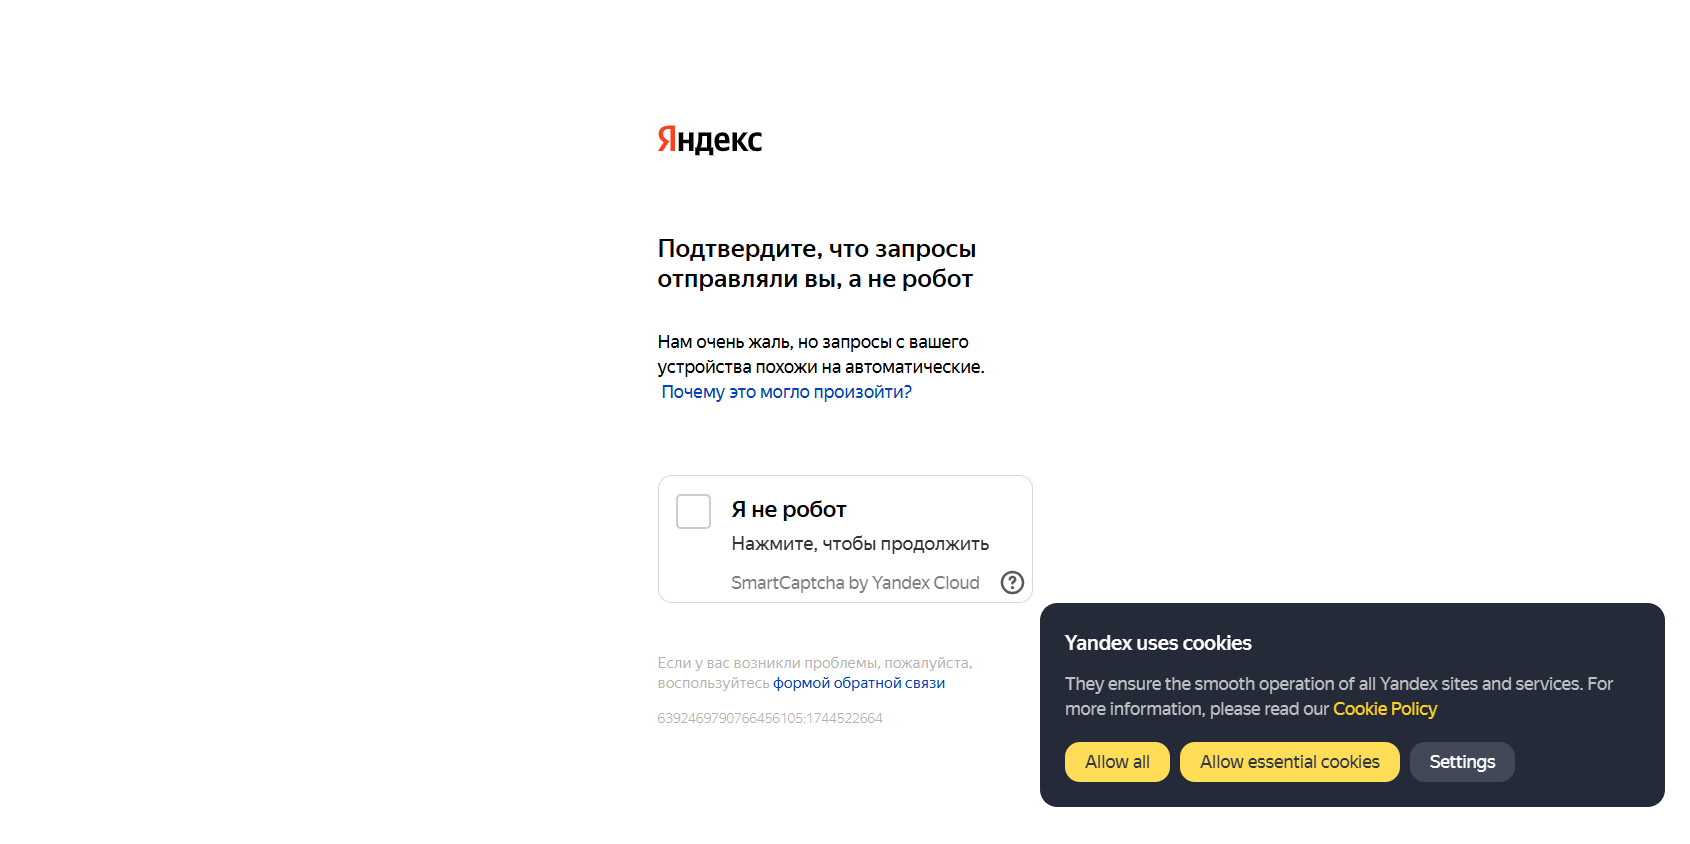 Яндекс
Подтвердите, что запросы
отправляли вы, а не робот
Нам очень жаль, но запросы с вашего
устройства похожи на автоматические.
Почему это могло произойти?
Я не робот
Нажмите, чтобы продолжить
SmartCaptcha by Yandex Cloud
Если у вас возникли проблемы, пожалуйста,
воспользуйтесь формой обратной связи
6392469790766456105:1744522664
Yandex uses cookies
They ensure the smooth operation of all Yandex sites and services. For
more information, please read our Cookie Policy
Allow all Allow essential cookies Settings